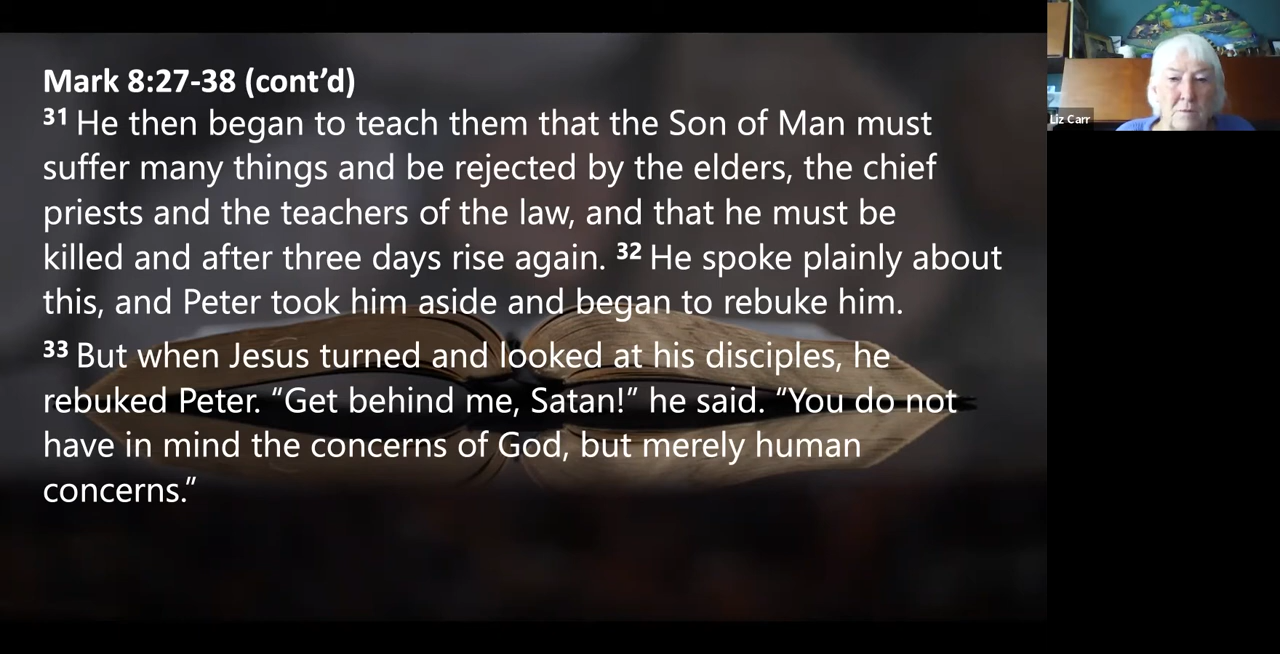 Mark 8:27-38 (cont’d)
31 He then began to teach them that the Son of Man must
suffer many things and be rejected by the elders, the chief
priests and the teachers of the law, and that he must be
killed and after three days rise again. 32 He spoke plainly about
this, and Peter took him aside and began to rebuke him.
33 But when Jesus turned and looked at his disciples, he
rebuked Peter. “Get behind me, Satan!” he said. “You do not
have in mind the concerns of God, but merely human
concerns.”
Liz Carr